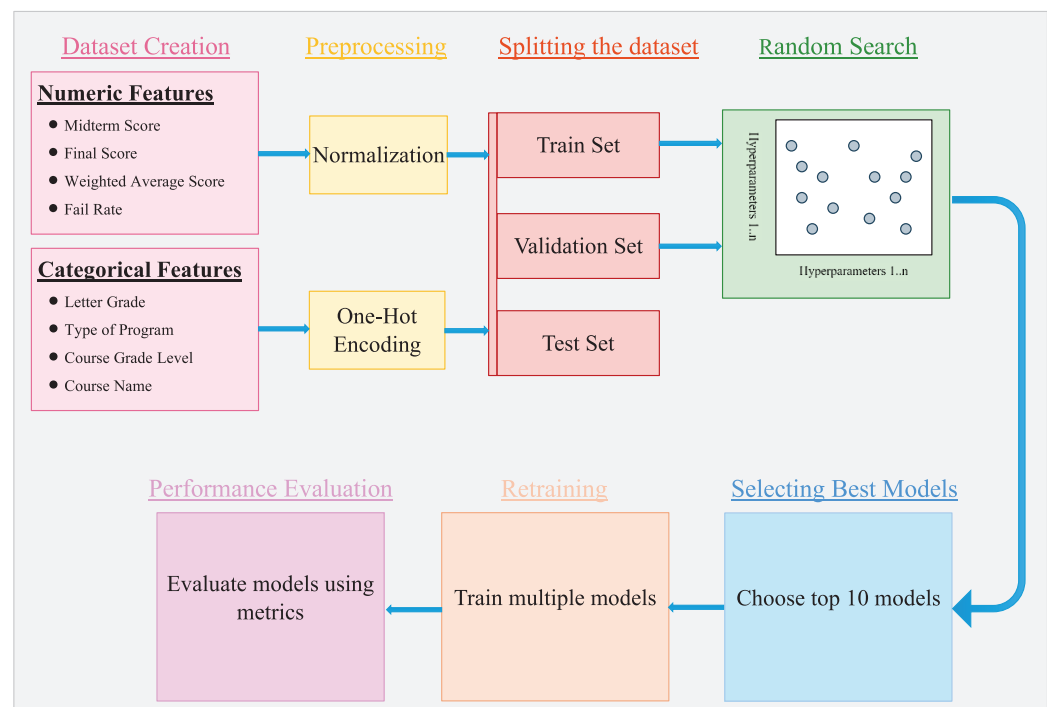 Dataset Creation
Numeric Features
● Midterm Score
● Final Score
● Weighted Average Score
● Fail Rate
Categorical Features
● Letter Grade
● Type of Program
● Course Grade Level
● Course Name
Preprocessing
Normalization
One-Hot
Encoding
Splitting the dataset
Train Set
Validation Set
Test Set
Random Search
Hyperparameters 1..n
Hyperparameters 1..n
Selecting Best Models
Choose top 10 models
Retraining
Train multiple models
Performance Evaluation
Evaluate models using
metrics